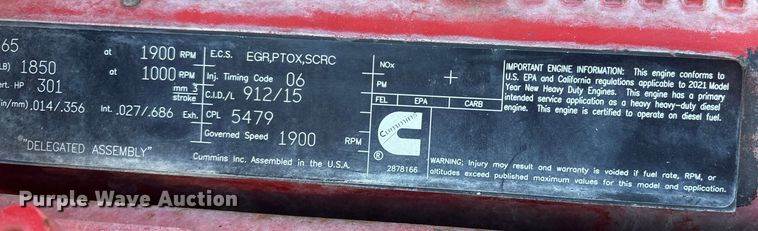 65 at 1900 RPM
LB) 1850 at 1000 RPM
ert. HP 301 mm 3 stroke
in/mm) .014/.356 Int. .027/.686 Exh.
"DELEGATED ASSEMBLY"
E.C.S. EGR,PTOX,SCRC
Inj. Timing Code 06
C.I.D./L 912/15
CPL 5479
Governed Speed 1900 RPM
Cummins Inc. Assembled in the U.S.A.
NOx
PM
+
FEL EPA CARB
Cummins
®
2878166
IMPORTANT ENGINE INFORMATION: This engine conforms to
U.S. EPA and California regulations applicable to 2021 Model
Year New Heavy Duty Engines. This engine has a primary
intended service application as a heavy heavy-duty diesel
engine. This engine is certified to operate on diesel fuel.
WARNING; Injury may result and warranty is voided if fuel rate, RPM, or
altitudes exceed published maximum values for this model and application.
Purple Wave Auction